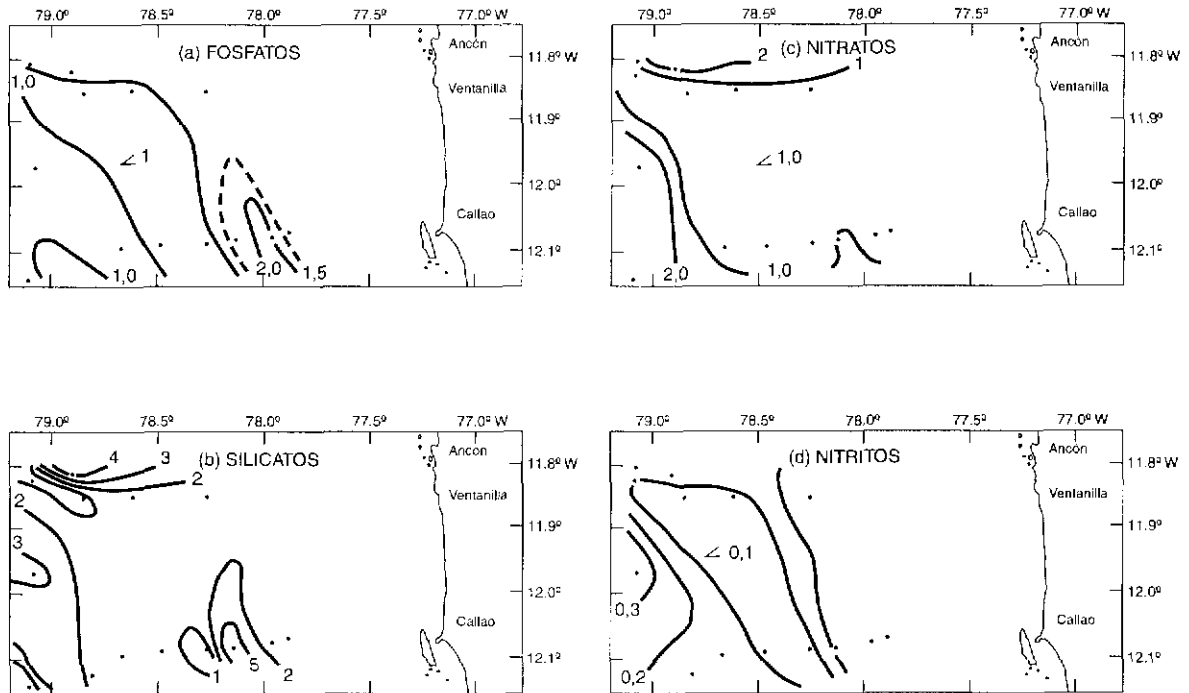 79.0º 78.5º 78.0º 77.5º 77.0º W
(a) FOSFATOS
Ancón
11.8º W
Ventanilla
1,0
11.9º
∠ 1
12.0º
Callao
12.1º
1,0
2,0
1,5
79.0º 78.5º 78.0º 77.5º 77.0º W
(c) NITRATOS
2
1
Ancón
11.8º W
Ventanilla
11.9º
∠ 1,0
12.0º
Callao
12.1º
2,0
1,0
79.0º 78.5º 78.0º 77.5º 77.0º W
(b) SILICATOS
4
3
2
Ancón
11.8º W
Ventanilla
2
11.9º
3
12.0º
Callao
12.1º
1
5
2
79.0º 78.5º 78.0º 77.5º 77.0º W
(d) NITRITOS
Ancón
11.8º W
Ventanilla
11.9º
∠ 0,1
12.0º
0,3
Callao
12.1º
0,2